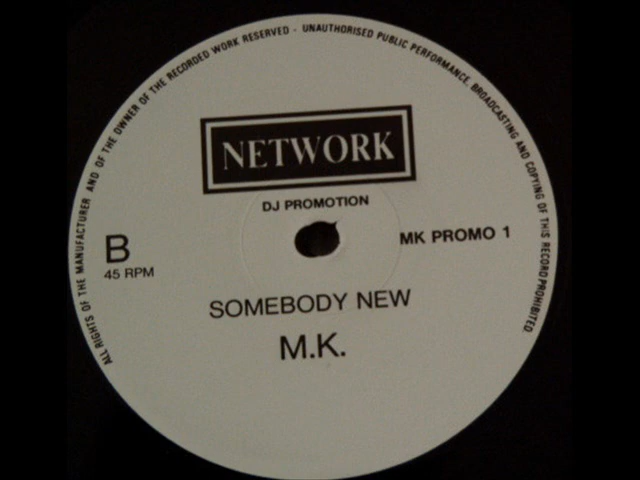 ALL RIGHTS OF THE MANUFACTURER AND OF THE OWNER OF THE RECORDED WORK RESERVED - UNAUTHORISED PUBLIC PERFORMANCE, BROADCASTING AND COPYING OF THIS RECORD PROHIBITED.
NETWORK
DJ PROMOTION
B
45 RPM
MK PROMO 1
SOMEBODY NEW
M.K.